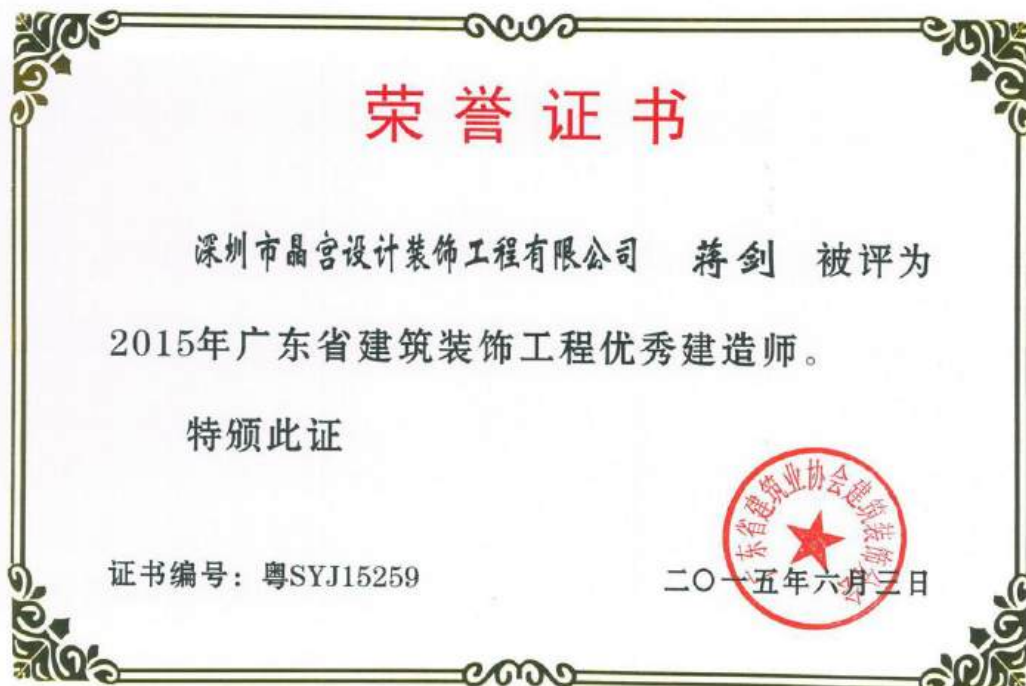 荣誉证书
深圳市晶宫设计装饰工程有限公司 蒋剑 被评为
2015年广东省建筑装饰工程优秀建造师。
特颁此证
广东省建筑业协会建筑装饰分会
证书编号：粤SYJ15259
二〇一五年六月三日